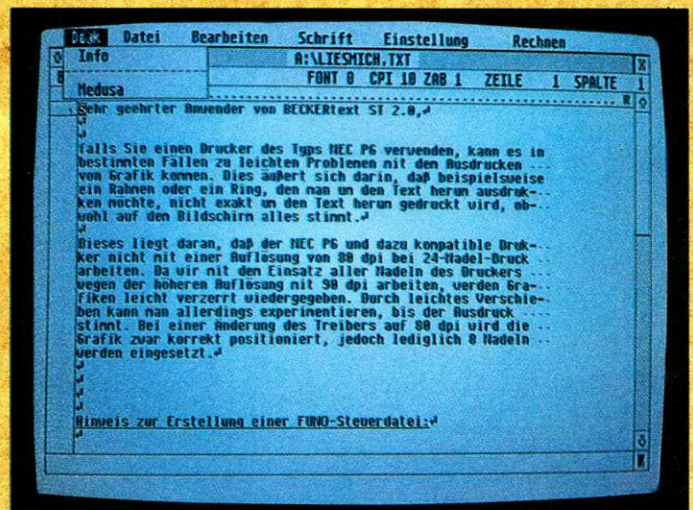 DESK Datei Bearbeiten Schrift Einstellung Rechnen
Info
A:\LIESMICH.TXT
FONT 0 CPI 10 ZAB 1 ZEILE 1 SPALTE 1
Medusa
R
Sehr geehrter Anwender von BECKERtext ST 2.0,
falls Sie einen Drucker des Typs NEC P6 verwenden, kann es in
bestimmten Fällen zu leichten Problemen mit den Ausdrucken
von Grafik kommen. Dies äußert sich darin, daß beispielsweise
ein Rahmen oder ein Ring, den man um den Text herum ausdruk-
ken möchte, nicht exakt um den Text herum gedruckt wird, ob-
wohl auf dem Bildschirm alles stimmt.
Dieses liegt daran, daß der NEC P6 und dazu kompatible Druk-
ker nicht mit einer Auflösung von 80 dpi bei 24-Nadel-Druck
arbeiten. Da wir mit dem Einsatz aller Nadeln des Druckers
wegen der höheren Auflösung mit 90 dpi arbeiten, werden Gra-
fiken leicht verzerrt wiedergegeben. Durch leichtes Verschie-
ben kann man allerdings experimentieren, bis der Ausdruck
stimmt. Bei einer Änderung des Treibers auf 80 dpi wird die
Grafik zwar korrekt positioniert, jedoch lediglich 8 Nadeln
werden eingesetzt.
Hinweis zur Erstellung einer FUNO-Steuerdatei: